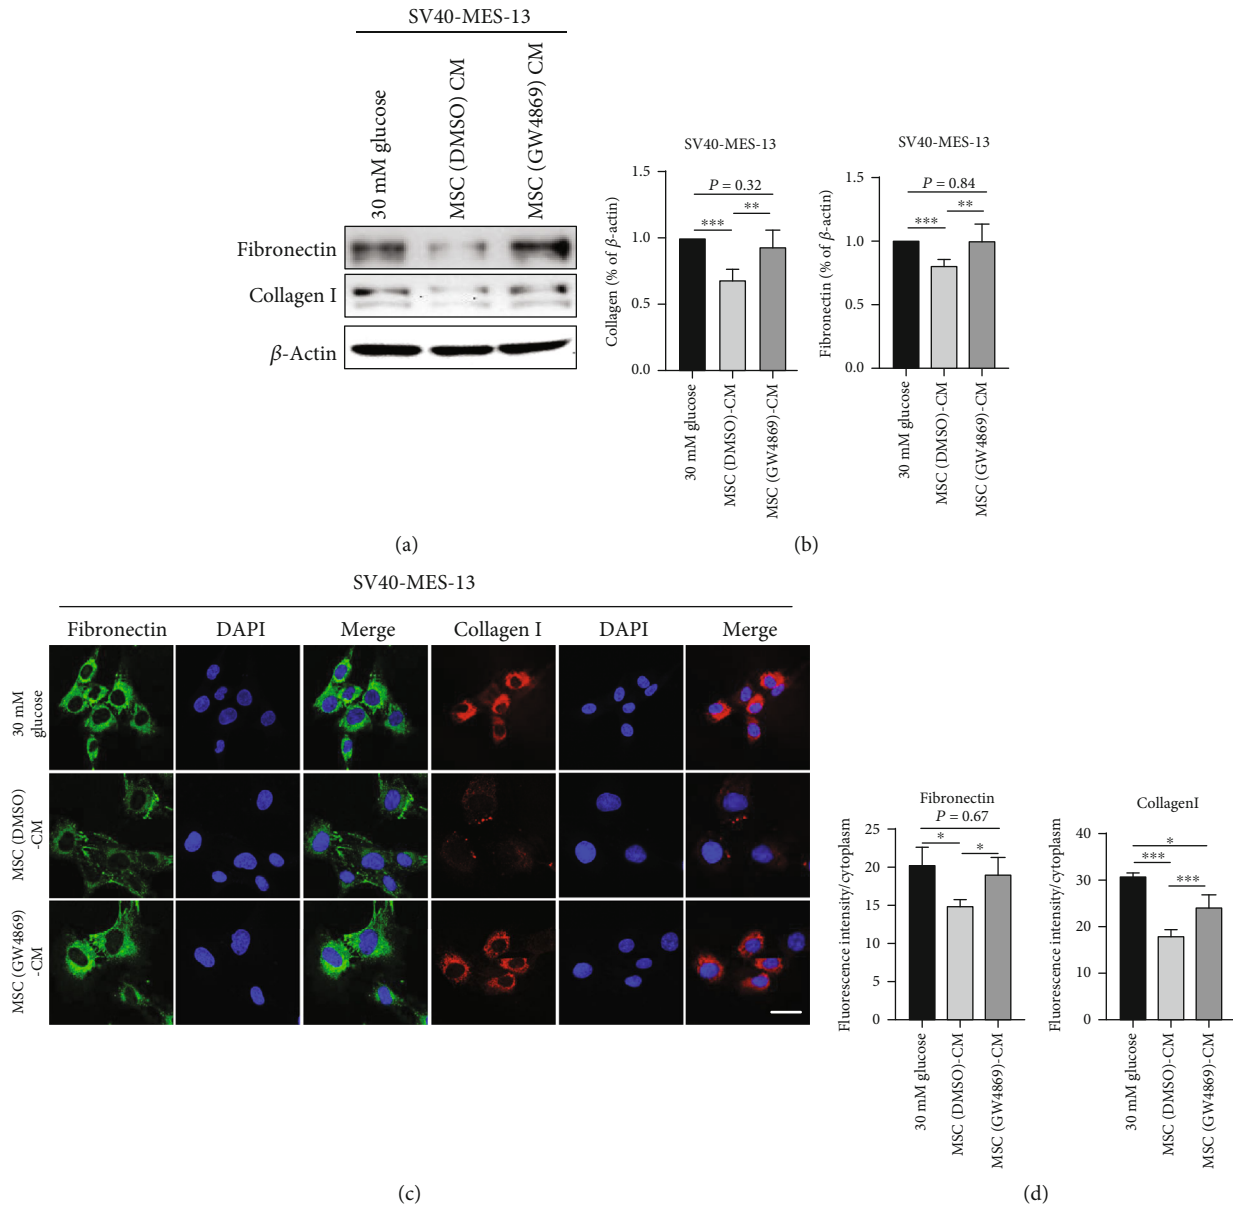 SV40-MES-13
30 mM glucose
MSC (DMSO) CM
MSC (GW4869) CM
Fibronectin
Collagen I
β-Actin
(a)
SV40-MES-13
Collagen (% of β-actin)
1.5
1.0
0.5
0.0
P = 0.32
***
**
30 mM glucose
MSC (DMSO)-CM
MSC (GW4869)-CM
SV40-MES-13
Fibronectin (% of β-actin)
1.5
1.0
0.5
0.0
P = 0.84
***
**
30 mM glucose
MSC (DMSO)-CM
MSC (GW4869)-CM
(b)
SV40-MES-13
Fibronectin DAPI Merge Collagen I DAPI Merge
30 mM
glucose
MSC (DMSO)
-CM
MSC (GW4869)
-CM
(c)
Fibronectin
P = 0.67
*
*
Fluorescence intensity/cytoplasm
25
20
15
10
5
0
30 mM glucose
MSC (DMSO)-CM
MSC (GW4869)-CM
CollagenI
*
***
***
Fluorescence intensity/cytoplasm
40
30
20
10
0
30 mM glucose
MSC (DMSO)-CM
MSC (GW4869)-CM
(d)